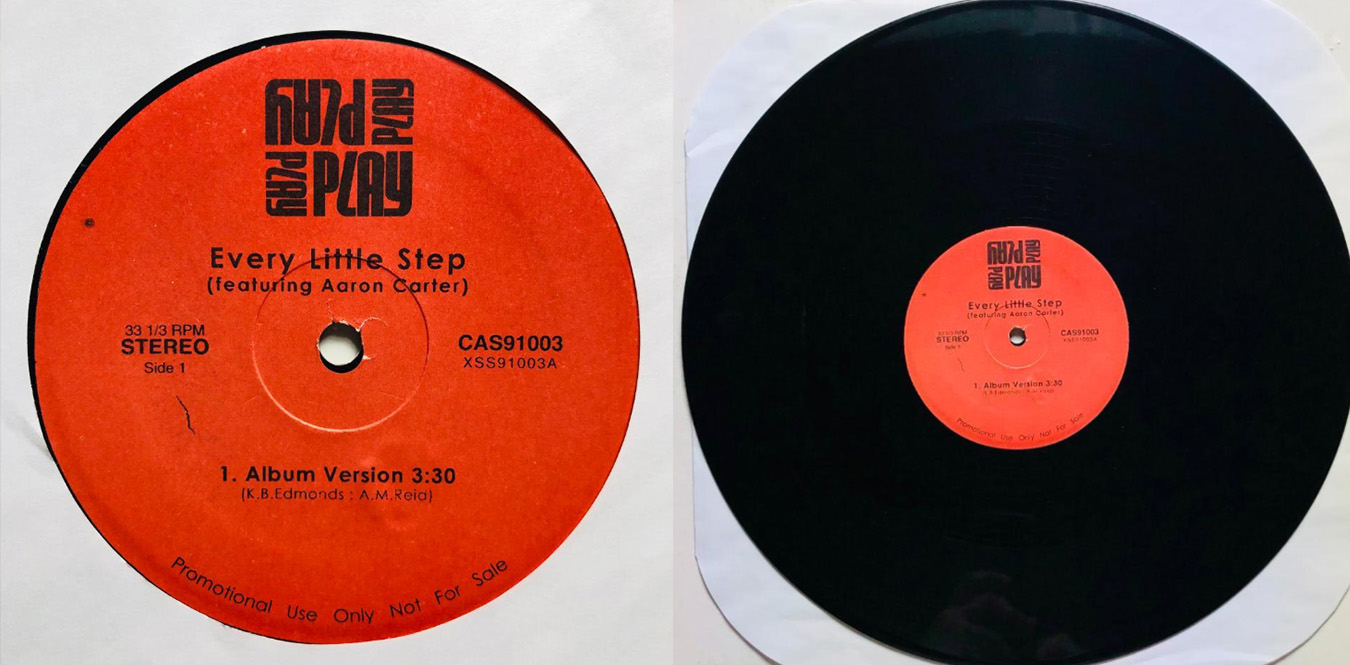 PLAY PLAY
PLAY PLAY
Every Little Step
(featuring Aaron Carter)
33 1/3 RPM
STEREO
Side 1
CAS91003
XSS91003A
1. Album Version 3:30
(K.B.Edmonds : A.M.Reid)
Promotional Use Only Not For Sale
PLAY PLAY
PLAY PLAY
Every Little Step
(featuring Aaron Carter)
33 1/3 RPM
STEREO
Side 1
CAS91003
XSS91003A
1. Album Version 3:30
(K.B.Edmonds : A.M.Reid)
Promotional Use Only Not For Sale